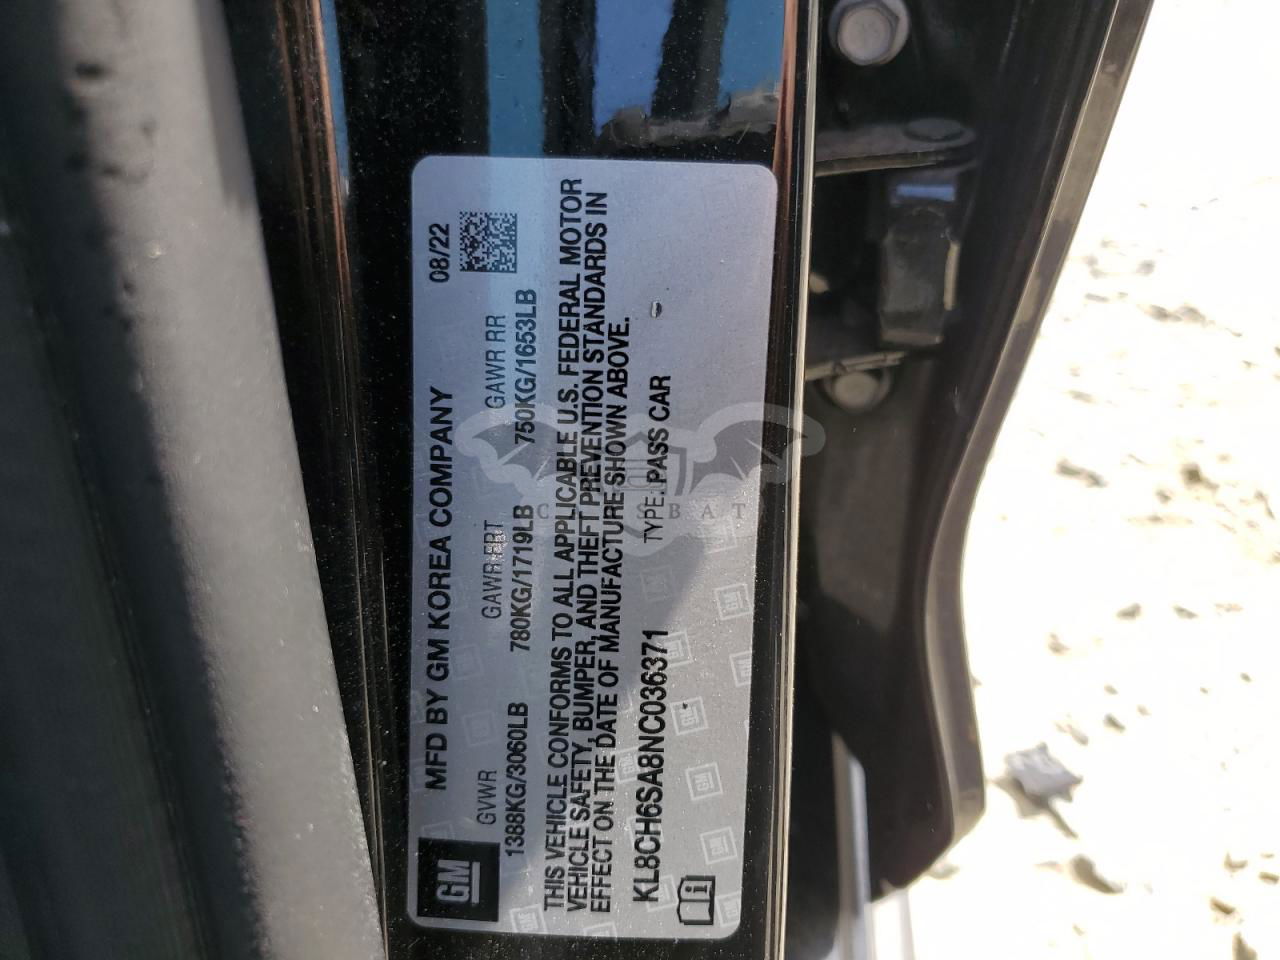 GM
MFD BY GM KOREA COMPANY 08/22
GVWR GAWR FRT GAWR RR
1388KG/3060LB 780KG/1719LB 750KG/1653LB
THIS VEHICLE CONFORMS TO ALL APPLICABLE U.S. FEDERAL MOTOR
VEHICLE SAFETY, BUMPER, AND THEFT PREVENTION STANDARDS IN
EFFECT ON THE DATE OF MANUFACTURE SHOWN ABOVE.
KL8CH6SA8NC036371 TYPE: PASS CAR